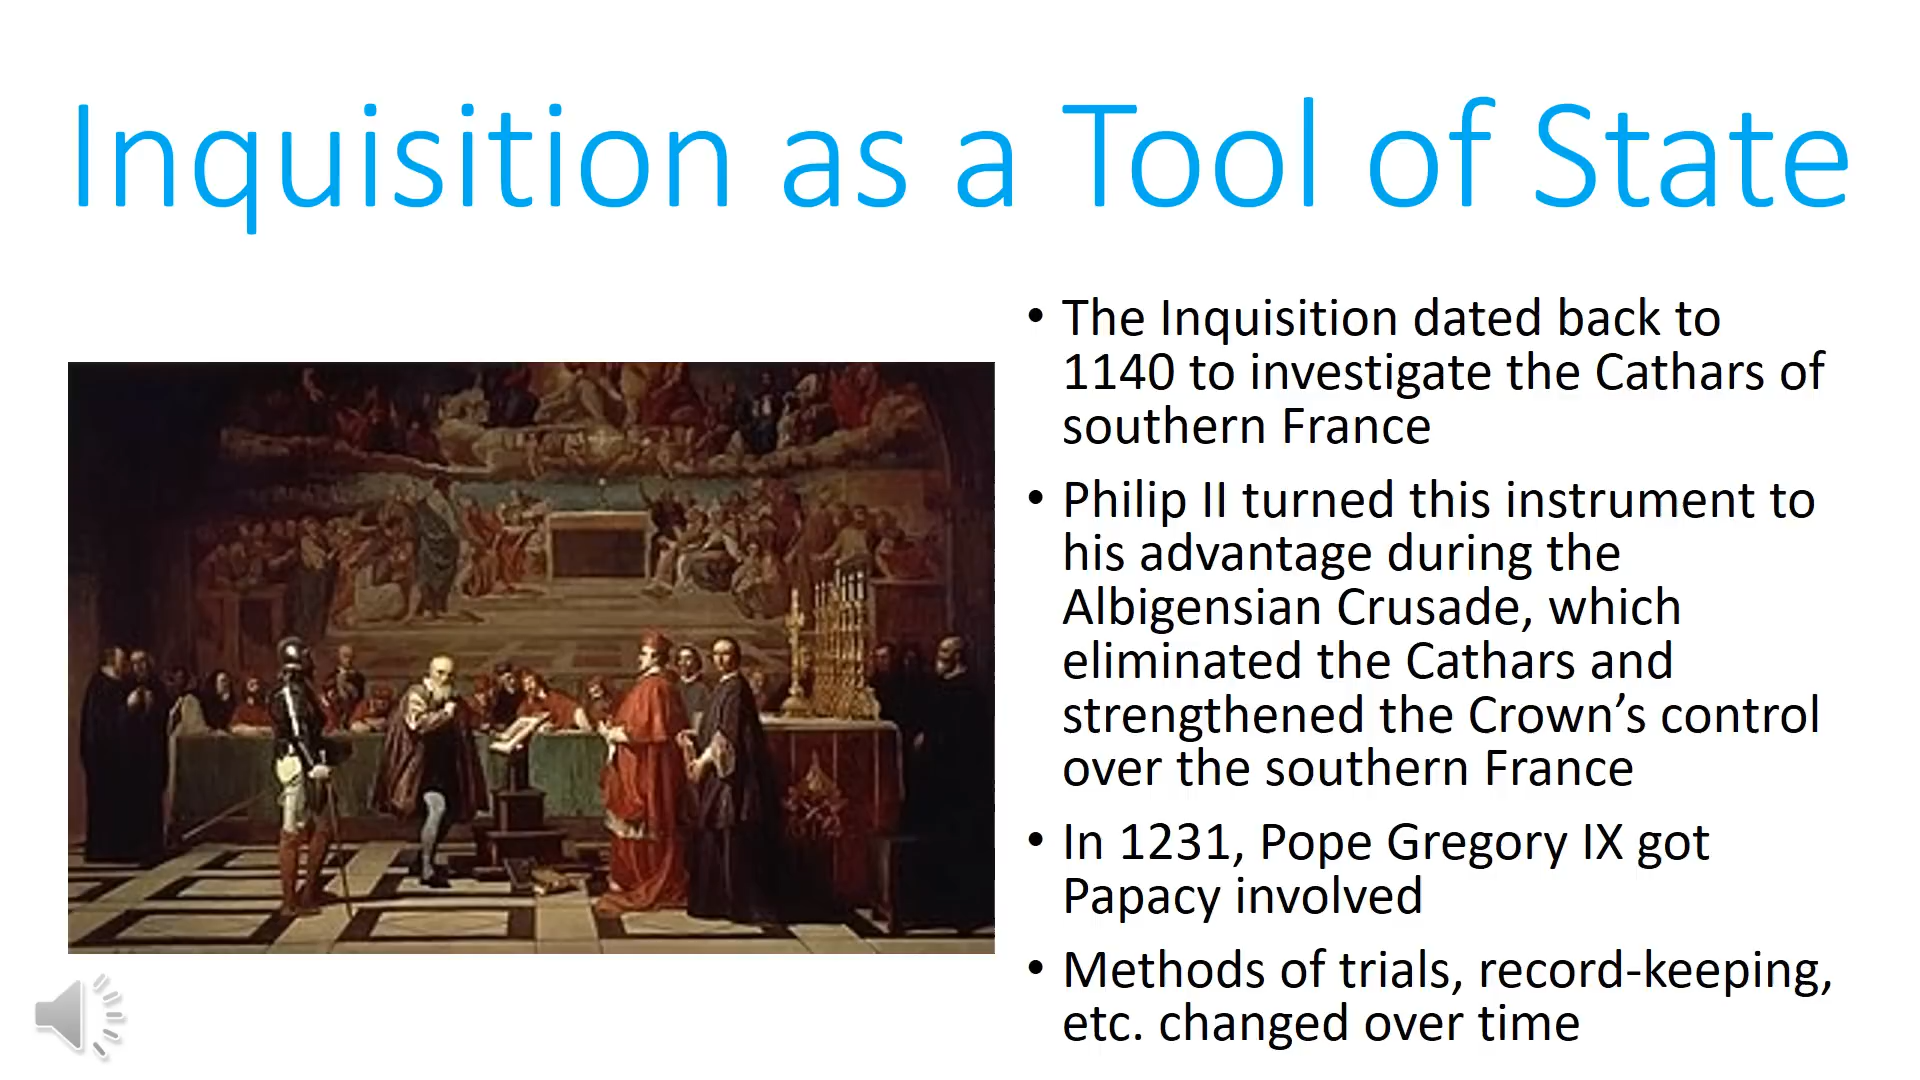 Inquisition as a Tool of State
• The Inquisition dated back to
1140 to investigate the Cathars of
southern France
• Philip II turned this instrument to
his advantage during the
Albigensian Crusade, which
eliminated the Cathars and
strengthened the Crown’s control
over the southern France
• In 1231, Pope Gregory IX got
Papacy involved
• Methods of trials, record-keeping,
etc. changed over time